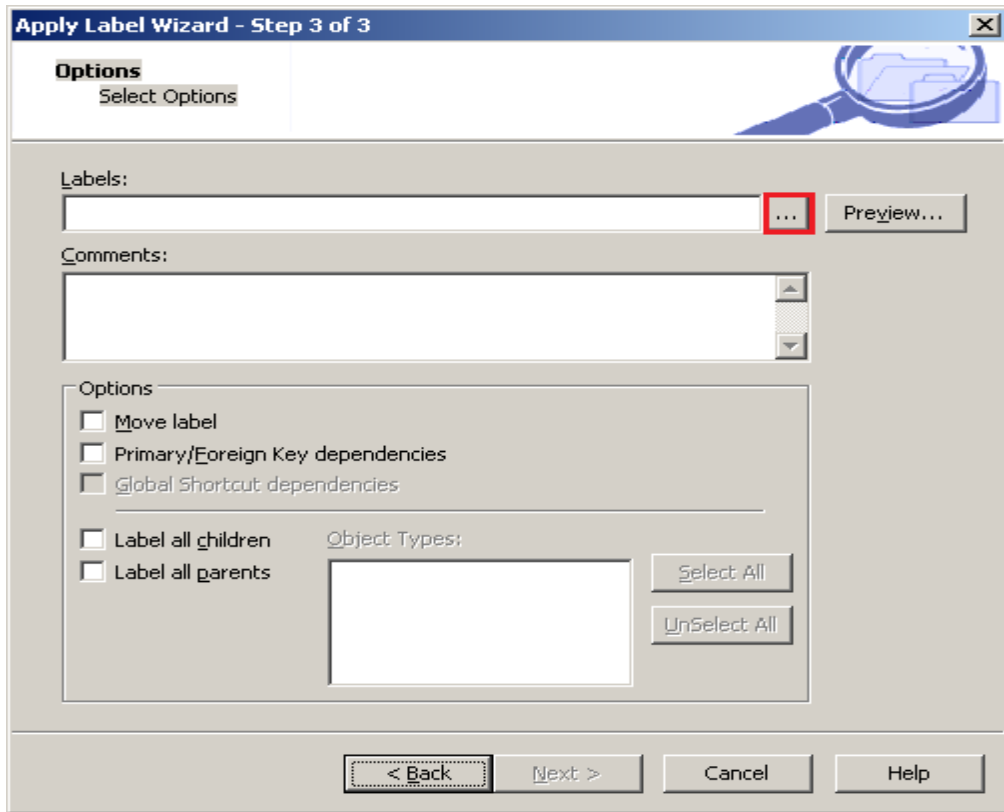 Apply Label Wizard - Step 3 of 3
Options
Select Options
Labels:
... Preview...
Comments:
Options
Move label
Primary/Foreign Key dependencies
Global Shortcut dependencies
Label all children Object Types:
Label all parents
Select All
UnSelect All
< Back Next > Cancel Help